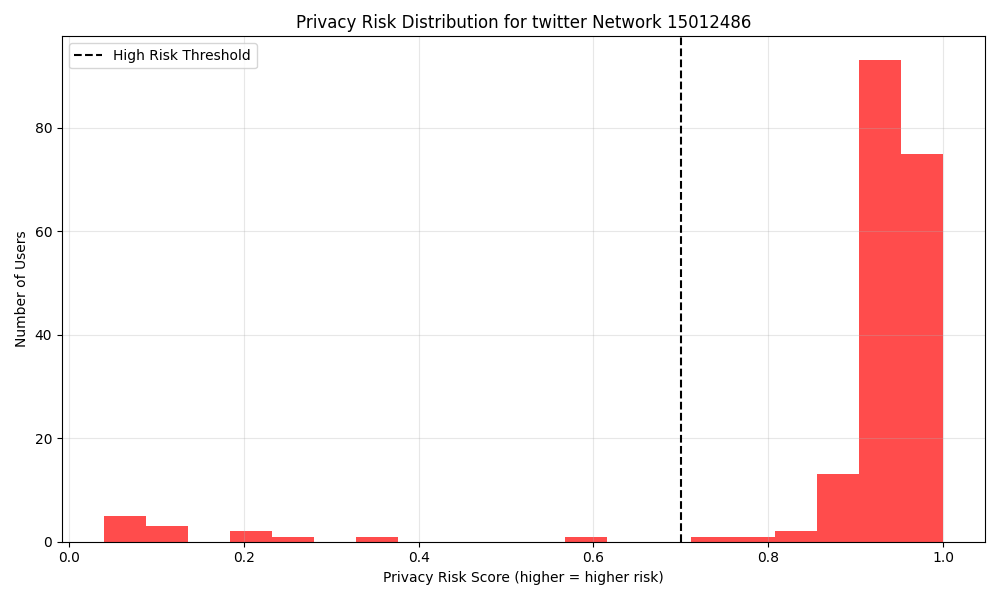 Privacy Risk Distribution for twitter Network 15012486
High Risk Threshold
Number of Users
80
60
40
20
0
0.0
0.2
0.4
0.6
0.8
1.0
Privacy Risk Score (higher = higher risk)